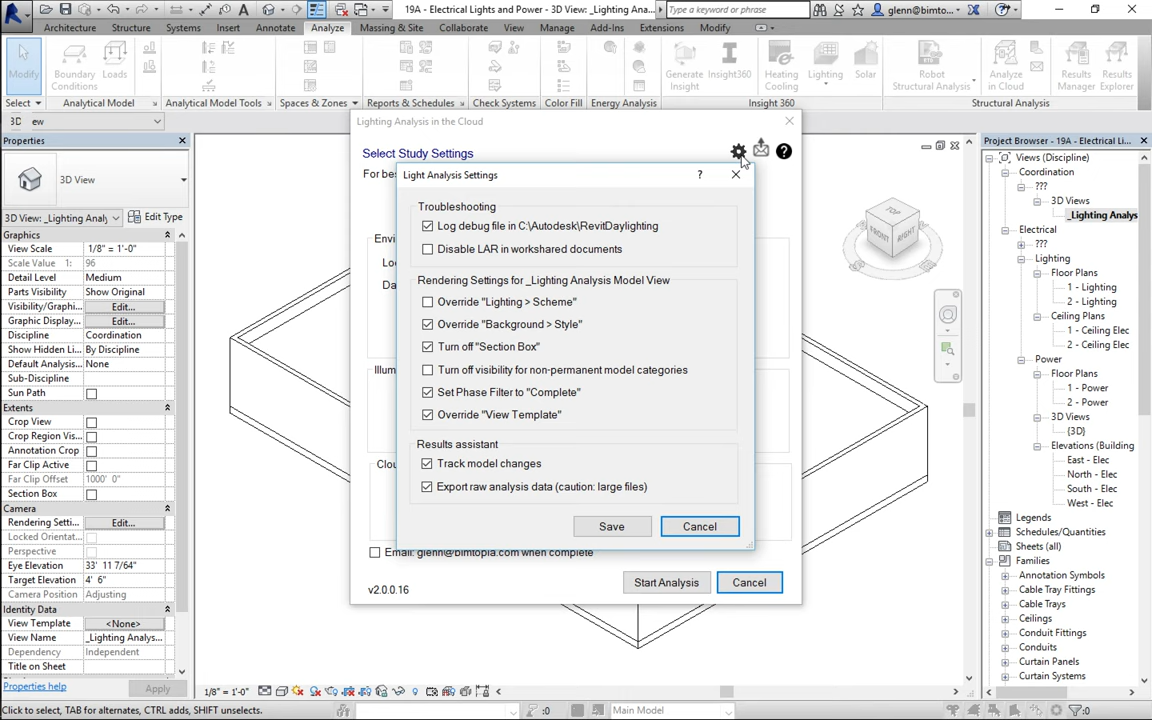 19A - Electrical Lights and Power - 3D View: _Lighting Ana...
Type a keyword or phrase
glenn@bimto...
Architecture Structure Systems Insert Annotate Analyze Massing & Site Collaborate View Manage Add-Ins Extensions Modify
Modify
Boundary Conditions
Loads
Generate Insight
Insight360
Heating Cooling
Lighting
Solar
Robot Structural Analysis
Analyze in Cloud
Results Manager
Results Explorer
Select
Analytical Model
Analytical Model Tools
Spaces & Zones
Reports & Schedules
Check Systems
Color Fill
Energy Analysis
Insight 360
Structural Analysis
3D ew
Properties
3D View
3D View: _Lighting Analy
Edit Type
Graphics
View Scale 1/8" = 1'-0"
Scale Value 1: 96
Detail Level Medium
Parts Visibility Show Original
Visibility/Graphi... Edit...
Graphic Display... Edit...
Discipline Coordination
Show Hidden Li... By Discipline
Default Analysis... None
Sub-Discipline
Sun Path
Extents
Crop View
Crop Region Vis...
Annotation Crop
Far Clip Active
Far Clip Offset 1000' 0"
Section Box
Camera
Rendering Setti... Edit...
Locked Orientat...
Perspective
Eye Elevation 33' 11 7/64"
Target Elevation 4' 6"
Camera Position Adjusting
Identity Data
View Template <None>
View Name _Lighting Analys...
Dependency Independent
Title on Sheet
Properties help
Apply
Lighting Analysis in the Cloud
Select Study Settings
For bes
Envi
Loc
Da
Illum
Clou
Email: glenn@bimtopia.com when complete
v2.0.0.16
Start Analysis
Cancel
Light Analysis Settings
?
Troubleshooting
Log debug file in C:\Autodesk\RevitDaylighting
Disable LAR in workshared documents
Rendering Settings for _Lighting Analysis Model View
Override "Lighting > Scheme"
Override "Background > Style"
Turn off "Section Box"
Turn off visibility for non-permanent model categories
Set Phase Filter to "Complete"
Override "View Template"
Results assistant
Track model changes
Export raw analysis data (caution: large files)
Save
Cancel
TOP
FRONT
RIGHT
Project Browser - 19A - Electrical Li...
Views (Discipline)
Coordination
???
3D Views
_Lighting Analys
Electrical
???
Lighting
Floor Plans
1 - Lighting
2 - Lighting
Ceiling Plans
1 - Ceiling Elec
2 - Ceiling Elec
Power
Floor Plans
1 - Power
2 - Power
3D Views
{3D}
Elevations (Building
East - Elec
North - Elec
South - Elec
West - Elec
Legends
Schedules/Quantities
Sheets (all)
Families
Annotation Symbols
Cable Tray Fittings
Cable Trays
Ceilings
Conduit Fittings
Conduits
Curtain Panels
Curtain Systems
1/8" = 1'-0"
Click to select, TAB for alternates, CTRL adds, SHIFT unselects.
:0
Main Model
:0